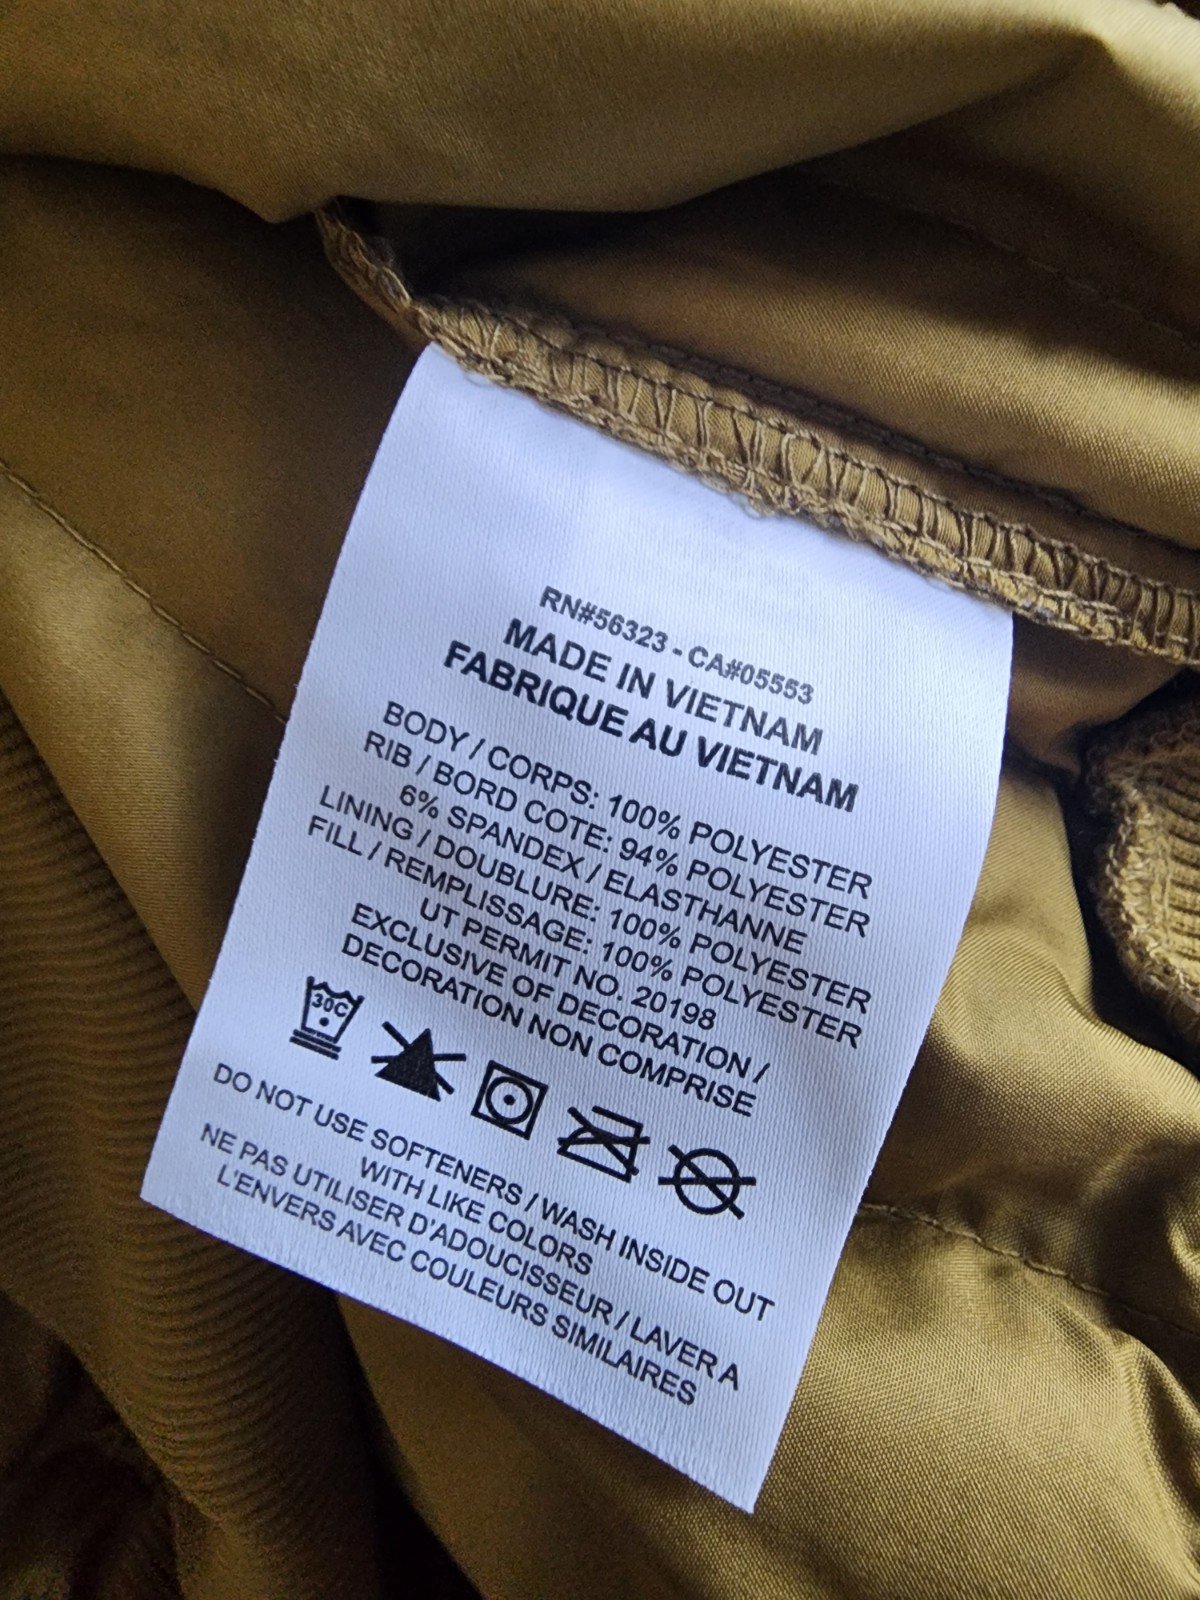 RN#56323 - CA#05553
MADE IN VIETNAM
FABRIQUE AU VIETNAM
BODY / CORPS: 100% POLYESTER
RIB / BORD COTE: 94% POLYESTER
6% SPANDEX / ELASTHANNE
LINING / DOUBLURE: 100% POLYESTER
FILL / REMPLISSAGE: 100% POLYESTER
UT PERMIT NO. 20198
EXCLUSIVE OF DECORATION /
DECORATION NON COMPRISE
30C
DO NOT USE SOFTENERS / WASH INSIDE OUT
WITH LIKE COLORS
NE PAS UTILISER D'ADOUCISSEUR / LAVER A
L'ENVERS AVEC COULEURS SIMILAIRES